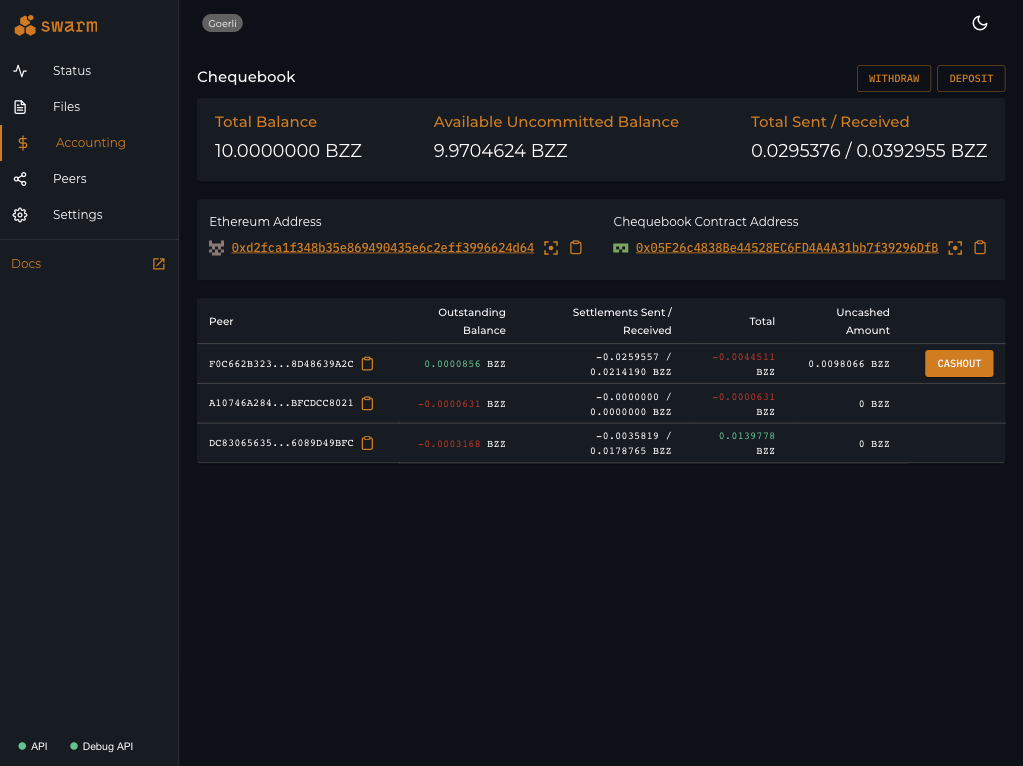 swarm
Goerli
Status
Files
Accounting
Peers
Settings
Docs
Chequebook
WITHDRAW DEPOSIT
Total Balance Available Uncommitted Balance Total Sent / Received
10.0000000 BZZ 9.9704624 BZZ 0.0295376 / 0.0392955 BZZ
Ethereum Address Chequebook Contract Address
0xd2fca1f348b35e869490435e6c2eff3996624d64 0x05F26c4838Be44528EC6FD4A4A31bb7f39296DfB
Peer Outstanding Balance Settlements Sent / Received Total Uncashed Amount
F0C662B323...8D48639A2C 0.0000856 BZZ -0.0259557 / 0.0214190 BZZ -0.0044511 BZZ 0.0098066 BZZ CASHOUT
A10746A284...BFCDCC8021 -0.0000631 BZZ -0.0000000 / 0.0000000 BZZ -0.0000631 BZZ 0 BZZ
DC83065635...6089D49BFC -0.0003168 BZZ -0.0035819 / 0.0178765 BZZ 0.0139778 BZZ 0 BZZ
API Debug API